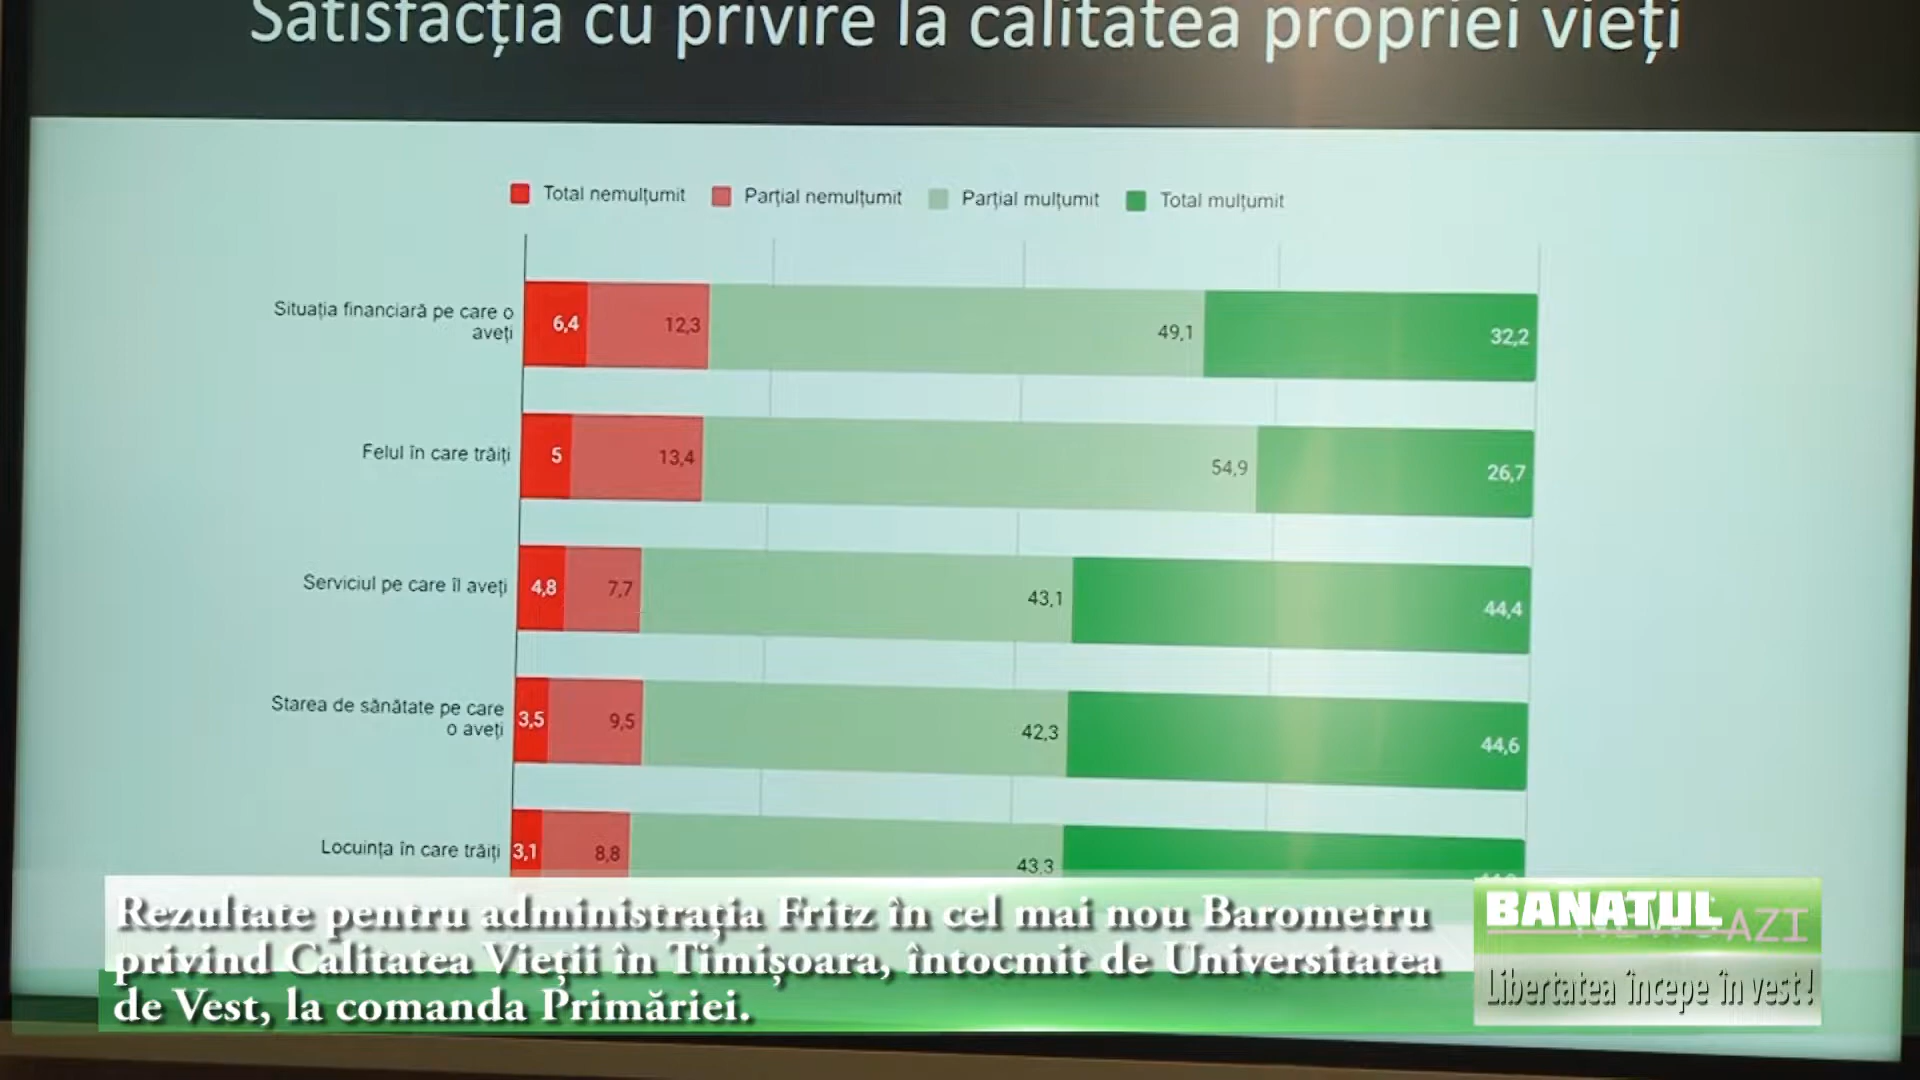 Satisfacția cu privire la calitatea propriei vieți
Total nemulțumit Parțial nemulțumit Parțial mulțumit Total mulțumit
Situația financiară pe care o
aveți
6,4 12,3 49,1 32,2
Felul în care trăiți
5 13,4 54,9 26,7
Serviciul pe care îl aveți
4,8 7,7 43,1 44,4
Starea de sănătate pe care
o aveți
3,5 9,5 42,3 44,6
Locuința în care trăiți
3,1 8,8 43,3
Rezultate pentru administrația Fritz în cel mai nou Barometru
privind Calitatea Vieții în Timișoara, întocmit de Universitatea
de Vest, la comanda Primăriei.
BANATUL
AZI
Libertatea începe în vest!